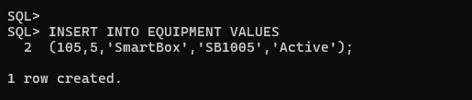 SQL>
SQL> INSERT INTO EQUIPMENT VALUES
  2  (105,5,'SmartBox','SB1005','Active');
1 row created.